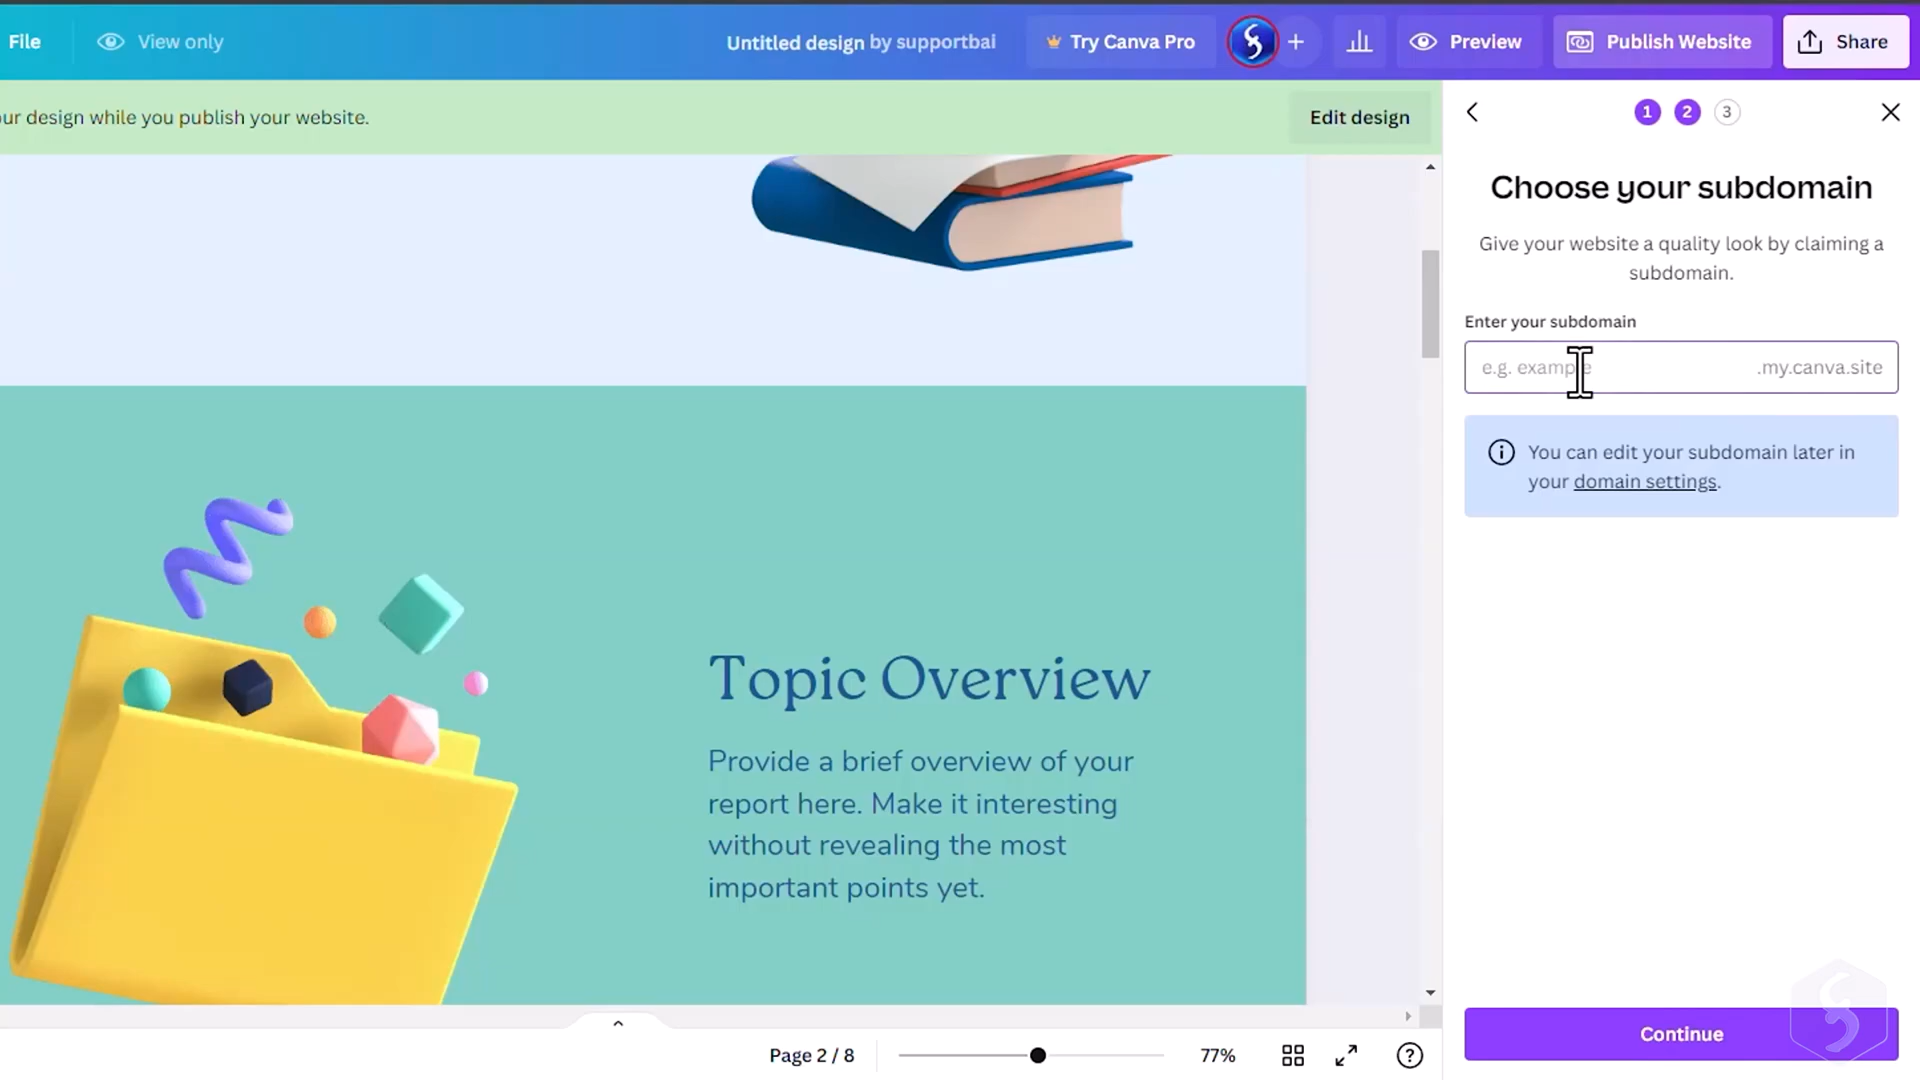 File
View only
Untitled design by supportbai
Try Canva Pro
Preview
Publish Website
Share
ur design while you publish your website.
Edit design
1 2 3
Choose your subdomain
Give your website a quality look by claiming a
subdomain.
Enter your subdomain
e.g. example
.my.canva.site
You can edit your subdomain later in
your domain settings.
Topic Overview
Provide a brief overview of your
report here. Make it interesting
without revealing the most
important points yet.
Continue
Page 2 / 8
77%